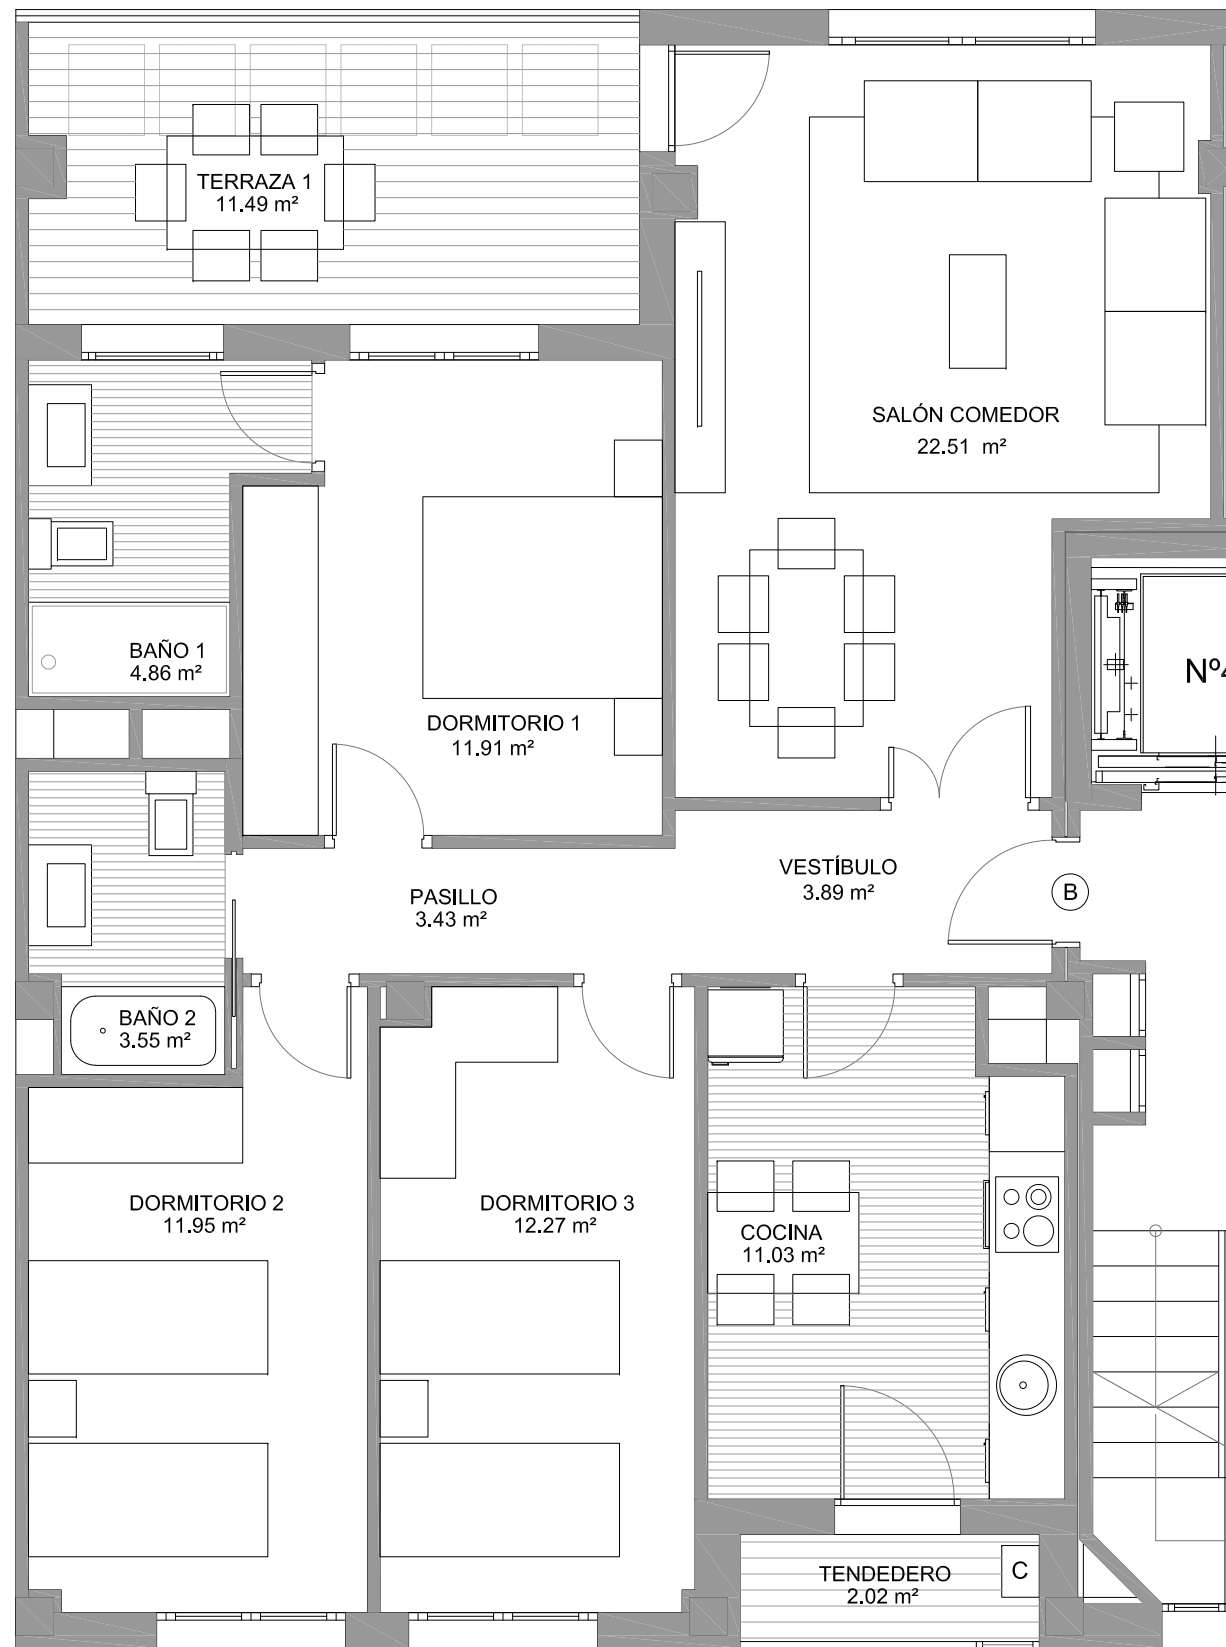 TERRAZA 1
11.49 m²
SALÓN COMEDOR
22.51 m²
BAÑO 1
4.86 m²
Nº4
DORMITORIO 1
11.91 m²
VESTÍBULO
3.89 m²
B
PASILLO
3.43 m²
BAÑO 2
3.55 m²
DORMITORIO 2
11.95 m²
DORMITORIO 3
12.27 m²
COCINA
11.03 m²
TENDEDERO
2.02 m²
C